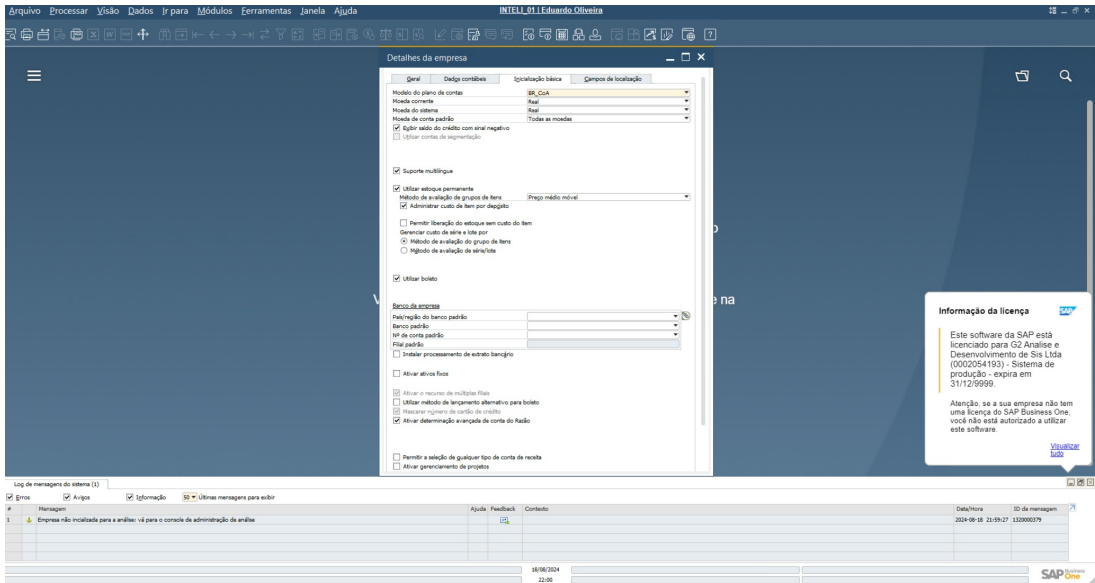 Arquivo Processar Visão Dados Ir para Módulos Ferramentas Janela Ajuda
INTELI_01 | Eduardo Oliveira
Detalhes da empresa
Geral Dados contábeis Inicialização básica Campos de localização
Modelo do plano de contas BR_CoA
Moeda corrente Real
Moeda do sistema Real
Moeda de conta padrão Todas as moedas
Exibir saldo do crédito com sinal negativo
Utilizar contas de segmentação
Suporte multilíngue
Utilizar estoque permanente
Método de avaliação de grupos de itens Preço médio móvel
Administrar custo de item por depósito
Permitir liberação do estoque sem custo do item
Gerenciar custo de série e lote por
Método de avaliação do grupo de itens
Método de avaliação de série/lote
Utilizar boleto
V
o
e na
Banco da empresa
País/região do banco padrão
Banco padrão
Nº de conta padrão
Filial padrão
Instalar processamento de extrato bancário
Ativar ativos fixos
Ativar o recurso de múltiplas filiais
Utilizar método de lançamento alternativo para boleto
Mascarar número de cartão de crédito
Ativar determinação avançada de conta do Razão
Permitir a seleção de qualquer tipo de conta de receita
Ativar gerenciamento de projetos
Informação da licença SAP
Este software da SAP está
licenciado para G2 Analise e
Desenvolvimento de Sis Ltda
(0002054193) - Sistema de
produção - expira em
31/12/9999.
Atenção, se a sua empresa não tem
uma licença do SAP Business One,
você não está autorizado a utilizar
este software.
Visualizar
tudo
Log de mensagens do sistema (1)
Erros Avisos Informação 50 Últimas mensagens para exibir
# Mensagem Ajuda Feedback Contexto Data/Hora ID da mensagem
1 Empresa não incializada para a análise: vá para o console de administração de análise 2024-08-18 21:59:27 1320000379
18/08/2024
22:00
SAP Business One